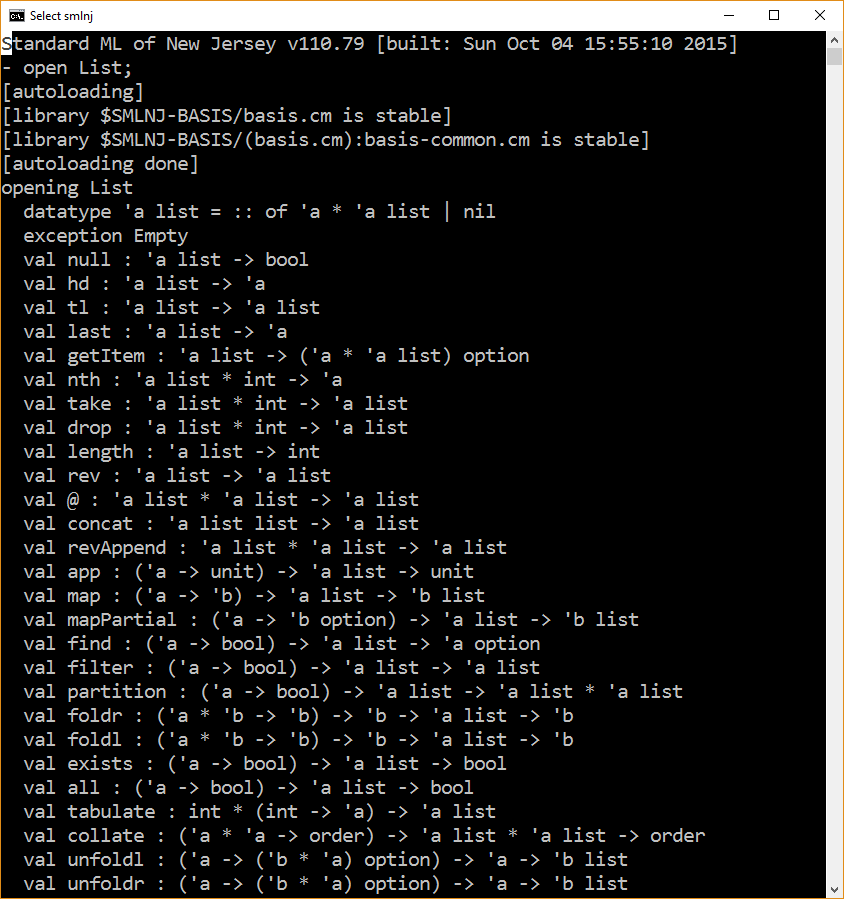 Select smlnj
Standard ML of New Jersey v110.79 [built: Sun Oct 04 15:55:10 2015]
- open List;
[autoloading]
[library $SMLNJ-BASIS/basis.cm is stable]
[library $SMLNJ-BASIS/(basis.cm):basis-common.cm is stable]
[autoloading done]
opening List
  datatype 'a list = :: of 'a * 'a list | nil
  exception Empty
  val null : 'a list -> bool
  val hd : 'a list -> 'a
  val tl : 'a list -> 'a list
  val last : 'a list -> 'a
  val getItem : 'a list -> ('a * 'a list) option
  val nth : 'a list * int -> 'a
  val take : 'a list * int -> 'a list
  val drop : 'a list * int -> 'a list
  val length : 'a list -> int
  val rev : 'a list -> 'a list
  val @ : 'a list * 'a list -> 'a list
  val concat : 'a list list -> 'a list
  val revAppend : 'a list * 'a list -> 'a list
  val app : ('a -> unit) -> 'a list -> unit
  val map : ('a -> 'b) -> 'a list -> 'b list
  val mapPartial : ('a -> 'b option) -> 'a list -> 'b list
  val find : ('a -> bool) -> 'a list -> 'a option
  val filter : ('a -> bool) -> 'a list -> 'a list
  val partition : ('a -> bool) -> 'a list -> 'a list * 'a list
  val foldr : ('a * 'b -> 'b) -> 'b -> 'a list -> 'b
  val foldl : ('a * 'b -> 'b) -> 'b -> 'a list -> 'b
  val exists : ('a -> bool) -> 'a list -> bool
  val all : ('a -> bool) -> 'a list -> bool
  val tabulate : int * (int -> 'a) -> 'a list
  val collate : ('a * 'a -> order) -> 'a list * 'a list -> order
  val unfoldl : ('a -> ('b * 'a) option) -> 'a -> 'b list
  val unfoldr : ('a -> ('b * 'a) option) -> 'a -> 'b list